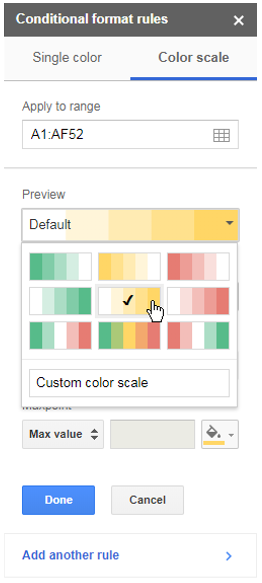 Conditional format rules
Single color
Color scale
Apply to range
A1:AF52
Preview
Default
Custom color scale
Maxpoint
Max value
Done
Cancel
Add another rule